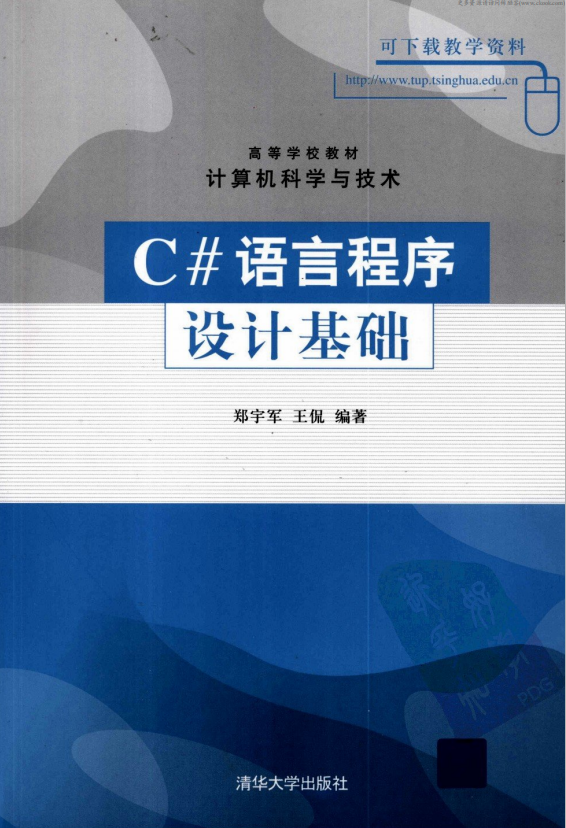 可下载教学资料
http://www.tup.tsinghua.edu.cn
高等学校教材
计算机科学与技术
C#语言程序
设计基础
郑宇军 王侃 编著
PDG
清华大学出版社